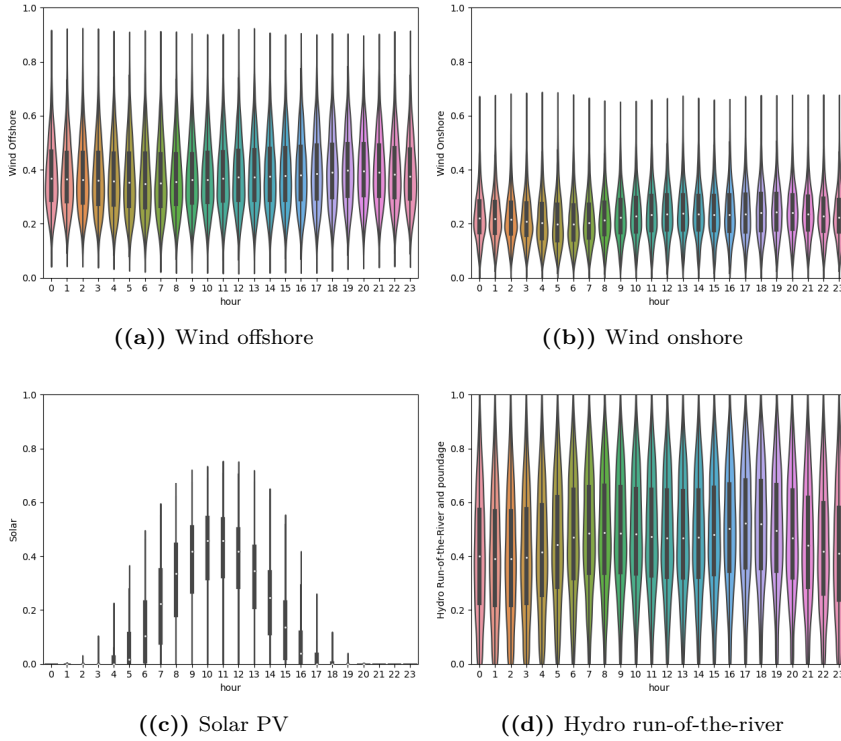 1.0
0.8
0.6
0.4
0.2
0.0
Wind Offshore
0 1 2 3 4 5 6 7 8 9 10 11 12 13 14 15 16 17 18 19 20 21 22 23
hour
((a)) Wind offshore
1.0
0.8
0.6
0.4
0.2
0.0
Wind Onshore
0 1 2 3 4 5 6 7 8 9 10 11 12 13 14 15 16 17 18 19 20 21 22 23
hour
((b)) Wind onshore
1.0
0.8
0.6
0.4
0.2
0.0
Solar
0 1 2 3 4 5 6 7 8 9 10 11 12 13 14 15 16 17 18 19 20 21 22 23
hour
((c)) Solar PV
1.0
0.8
0.6
0.4
0.2
0.0
Hydro Run-of-the-River and poundage
0 1 2 3 4 5 6 7 8 9 10 11 12 13 14 15 16 17 18 19 20 21 22 23
hour
((d)) Hydro run-of-the-river